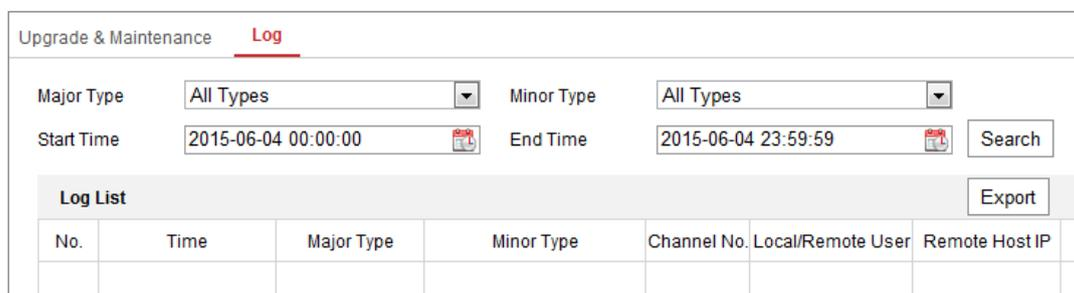 Upgrade & Maintenance Log
Major Type All Types Minor Type All Types
Start Time 2015-06-04 00:00:00 End Time 2015-06-04 23:59:59 Search
Log List Export
No. Time Major Type Minor Type Channel No. Local/Remote User Remote Host IP